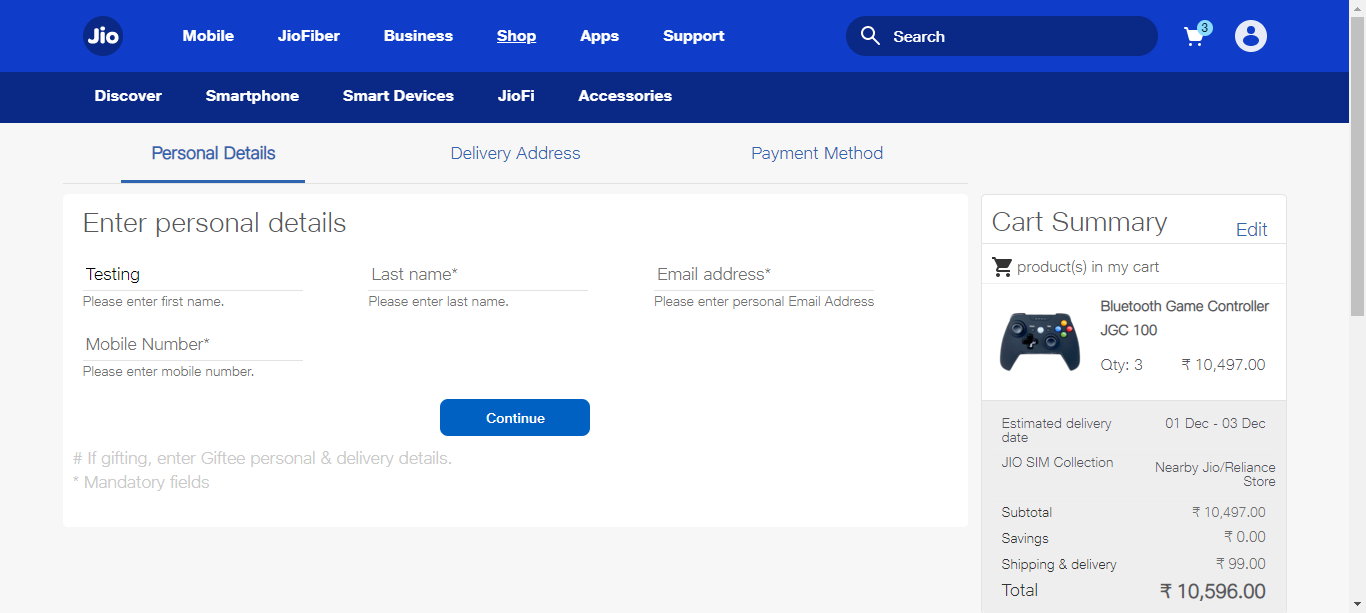 Jio
Mobile JioFiber Business Shop Apps Support Search 3
Discover Smartphone Smart Devices JioFi Accessories
Personal Details Delivery Address Payment Method
Enter personal details
Testing Last name* Email address*
Please enter first name. Please enter last name. Please enter personal Email Address
Mobile Number*
Please enter mobile number.
Continue
# If gifting, enter Giftee personal & delivery details.
* Mandatory fields
Cart Summary Edit
product(s) in my cart
Bluetooth Game Controller
JGC 100
Qty: 3 ₹ 10,497.00
Estimated delivery
date
01 Dec - 03 Dec
JIO SIM Collection
Nearby Jio/Reliance
Store
Subtotal ₹ 10,497.00
Savings ₹ 0.00
Shipping & delivery ₹ 99.00
Total ₹ 10,596.00